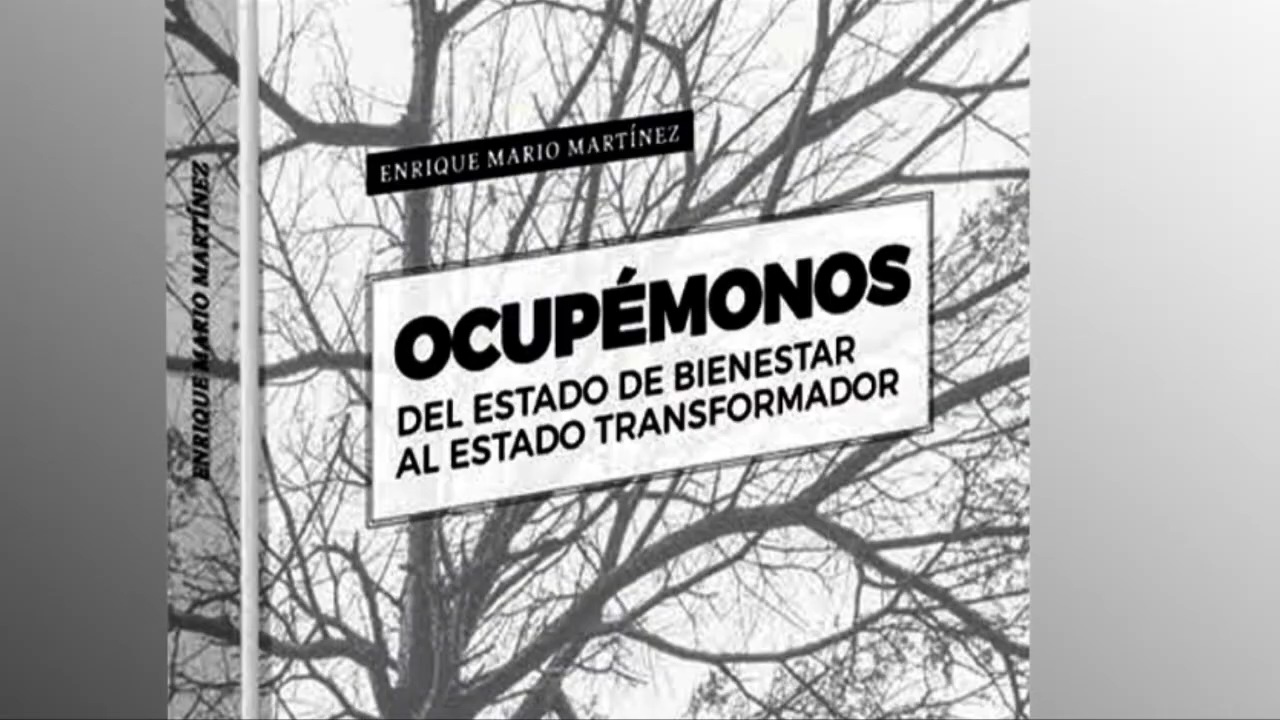 ENRIQUE MARIO MARTÍNEZ
ENRIQUE MARIO MARTÍNEZ
OCUPÉMONOS
DEL ESTADO DE BIENESTAR
AL ESTADO TRANSFORMADOR